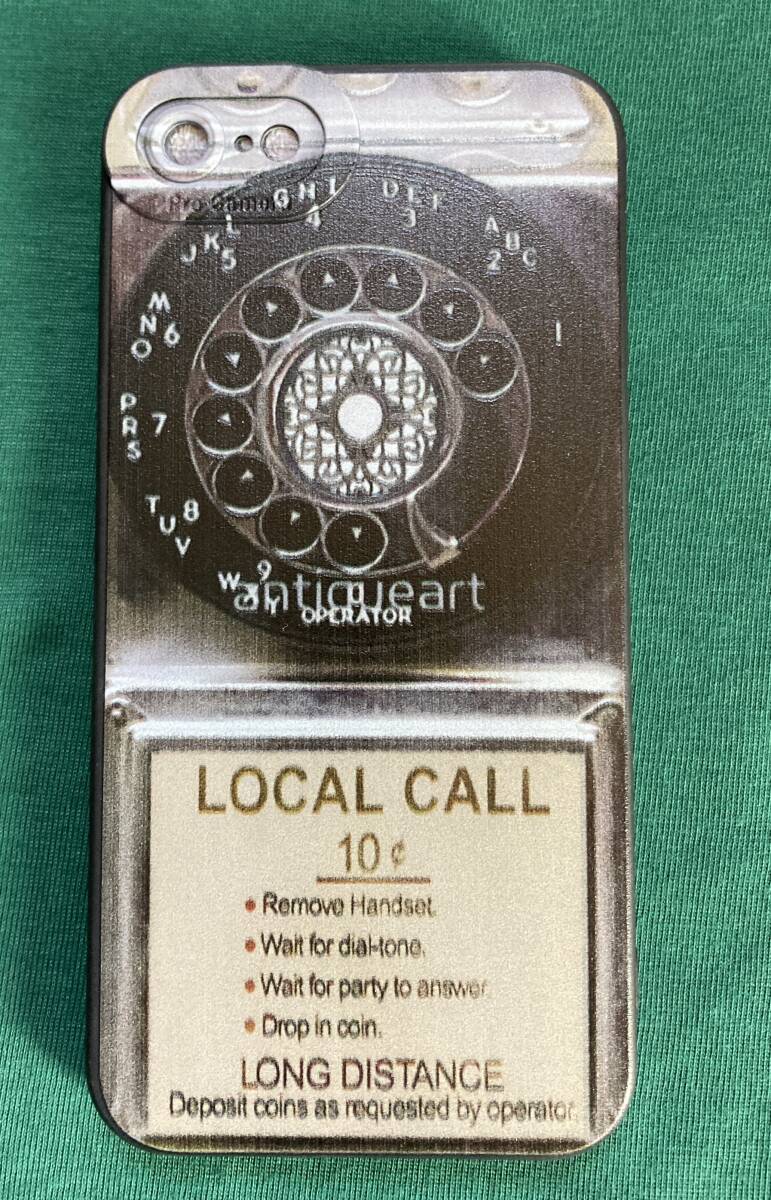 Pro Camera
GHI
4
DEF
3
ABC
2
1
JKL
5
MNO
6
PRS
7
TUV
8
WXY
9
antiqueart
OPERATOR
LOCAL CALL
10¢
• Remove Handset.
• Wait for dial-tone.
• Wait for party to answer.
• Drop in coin.
LONG DISTANCE
Deposit coins as requested by operator.